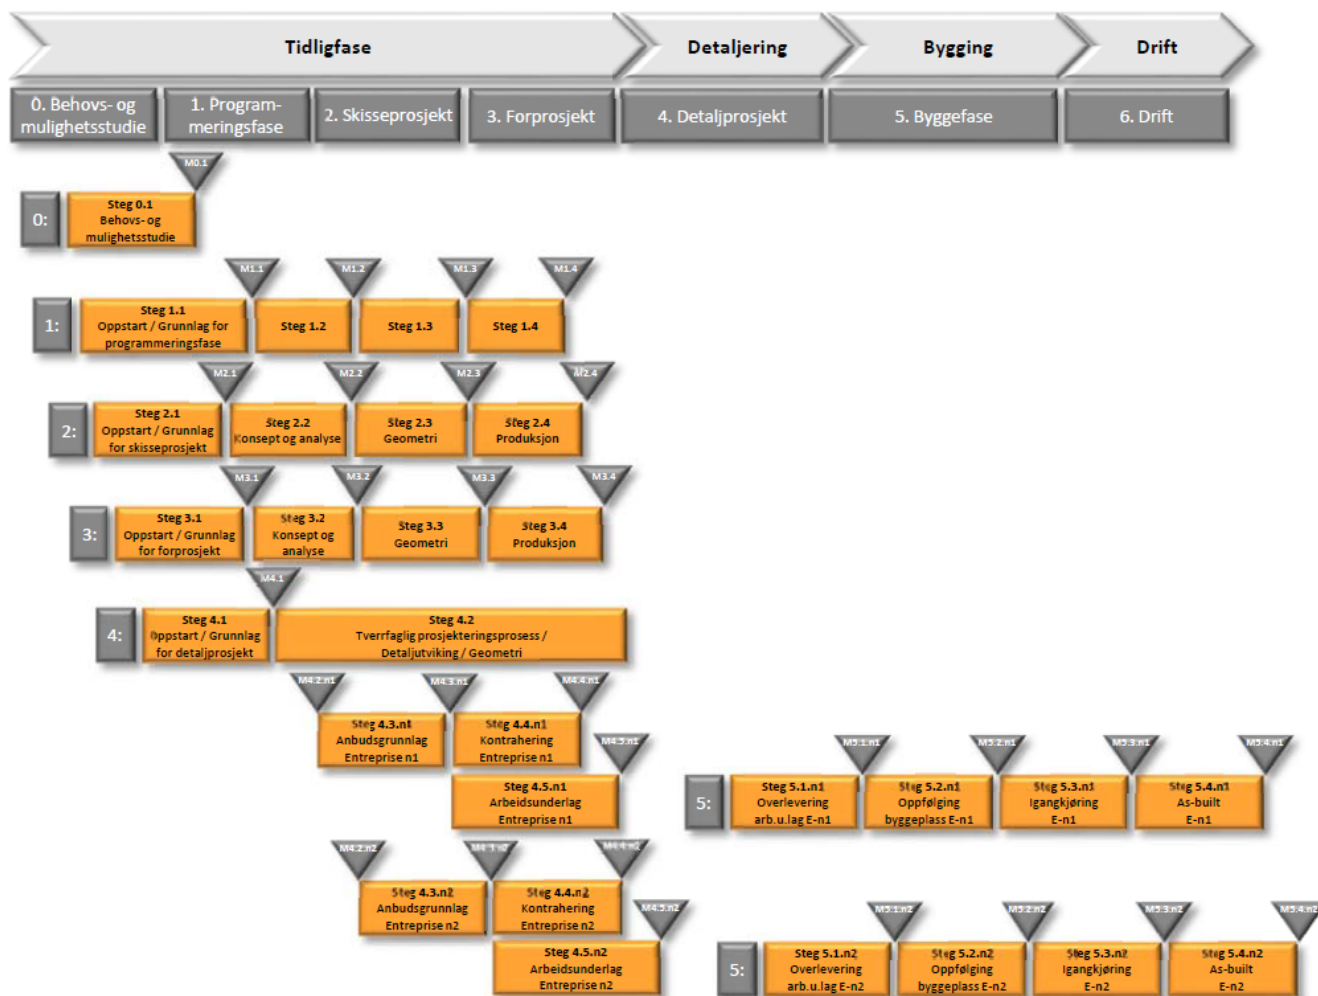 Tidligfase
Detaljering
Bygging
Drift
0. Behovs- og
mulighetsstudie
1. Program-
meringsfase
2. Skisseprosjekt
3. Forprosjekt
4. Detaljprosjekt
5. Byggefase
6. Drift
M0.1
0:
Steg 0.1
Behovs- og
mulighetsstudie
M1.1
M1.2
M1.3
M1.4
1:
Steg 1.1
Oppstart / Grunnlag for
programmeringsfase
Steg 1.2
Steg 1.3
Steg 1.4
M2.1
M2.2
M2.3
M2.4
2:
Steg 2.1
Oppstart / Grunnlag
for skisseprosjekt
Steg 2.2
Konsept og analyse
Steg 2.3
Geometri
Steg 2.4
Produksjon
M3.1
M3.2
M3.3
M3.4
3:
Steg 3.1
Oppstart / Grunnlag
for forprosjekt
Steg 3.2
Konsept og
analyse
Steg 3.3
Geometri
Steg 3.4
Produksjon
M4.1
4:
Steg 4.1
Oppstart / Grunnlag
for detaljprosjekt
Steg 4.2
Tverrfaglig prosjekteringsprosess /
Detaljutviking / Geometri
M4.2.n1
M4.3.n1
M4.4.n1
Steg 4.3.n1
Anbudsgrunnlag
Entreprise n1
Steg 4.4.n1
Kontrahering
Entreprise n1
M4.5.n1
Steg 4.5.n1
Arbeidsunderlag
Entreprise n1
M5.1.n1
M5.2.n1
M5.3.n1
M5.4.n1
5:
Steg 5.1.n1
Overlevering
arb.u.lag E-n1
Steg 5.2.n1
Oppfølging
byggeplass E-n1
Steg 5.3.n1
Igangkjøring
E-n1
Steg 5.4.n1
As-built
E-n1
M4.2.n2
M4.3.n2
M4.4.n2
Steg 4.3.n2
Anbudsgrunnlag
Entreprise n2
Steg 4.4.n2
Kontrahering
Entreprise n2
M4.5.n2
Steg 4.5.n2
Arbeidsunderlag
Entreprise n2
M5.1.n2
M5.2.n2
M5.3.n2
M5.4.n2
5:
Steg 5.1.n2
Overlevering
arb.u.lag E-n2
Steg 5.2.n2
Oppfølging
byggeplass E-n2
Steg 5.3.n2
Igangkjøring
E-n2
Steg 5.4.n2
As-built
E-n2